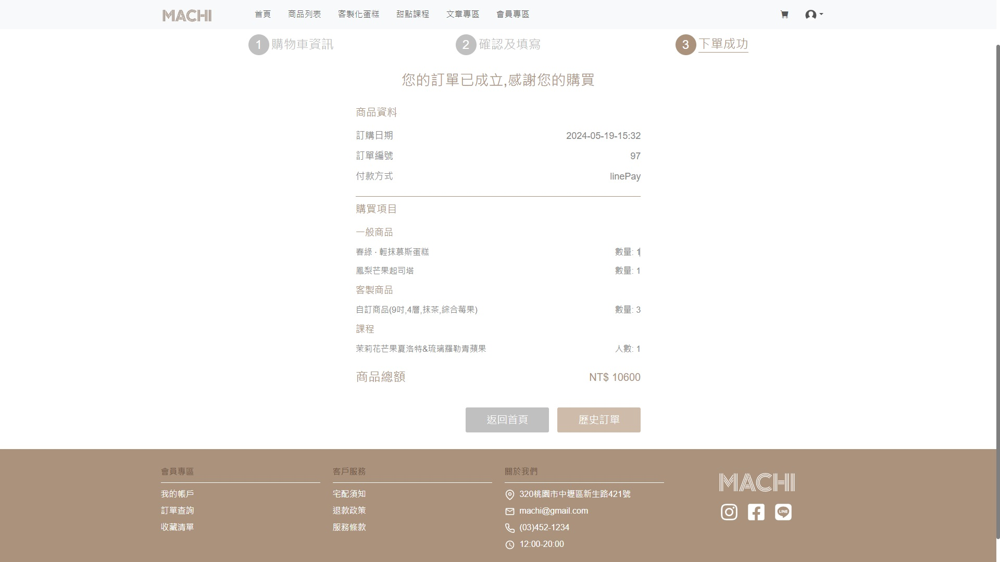 MACHI 首頁 商品列表 客製化蛋糕 甜點課程 文章專區 會員專區
1 購物車資訊 2 確認及填寫 3 下單成功
您的訂單已成立,感謝您的購買
商品資料
訂購日期 2024-05-19-15:32
訂單編號 97
付款方式 linePay
購買項目
一般商品
春綠 · 輕抹慕斯蛋糕 數量: 1
鳳梨芒果起司塔 數量: 1
客製商品
自訂商品(9吋,4層,抹茶,綜合莓果) 數量: 3
課程
茉莉花芒果夏洛特&琉璃羅勒青蘋果 人數: 1
商品總額 NT$ 10600
返回首頁 歷史訂單
會員專區
我的帳戶
訂單查詢
收藏清單
客戶服務
宅配須知
退款政策
服務條款
關於我們
320桃園市中壢區新生路421號
machi@gmail.com
(03)452-1234
12:00-20:00
MACHI
LINE